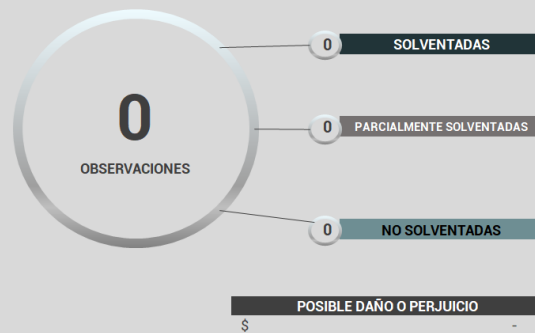 0
OBSERVACIONES
0 SOLVENTADAS
0 PARCIALMENTE SOLVENTADAS
0 NO SOLVENTADAS
POSIBLE DAÑO O PERJUICIO
$ -